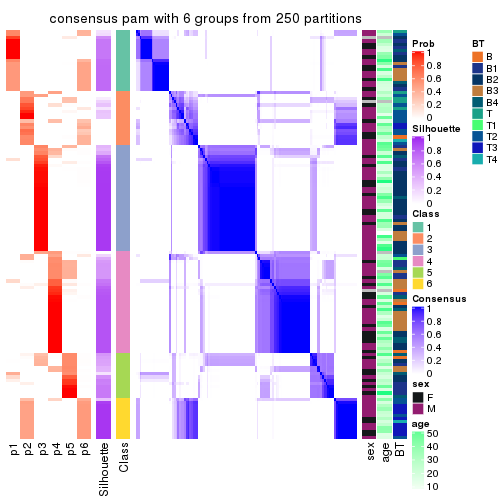 consensus pam with 6 groups from 250 partitions
Prob
1
0.8
0.6
0.4
0.2
0
Silhouette
1
0.8
0.6
0.4
0.2
0
Class
1
2
3
4
5
6
Consensus
1
0.8
0.6
0.4
0.2
0
sex
F
M
age
50
40
30
20
10
BT
B
B1
B2
B3
B4
T
T1
T2
T3
T4
p1
p2
p3
p4
p5
p6
Silhouette
Class
sex
age
BT